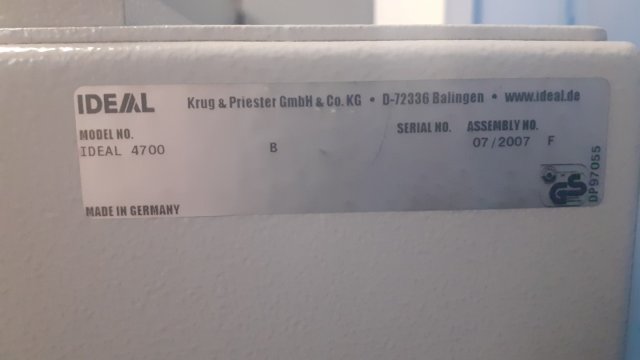 IDEAL Krug & Priester GmbH & Co. KG • D-72336 Balingen • www.ideal.de
MODEL NO. SERIAL NO. ASSEMBLY NO.
IDEAL 4700 B 07/2007 F
GS
DP97055
MADE IN GERMANY